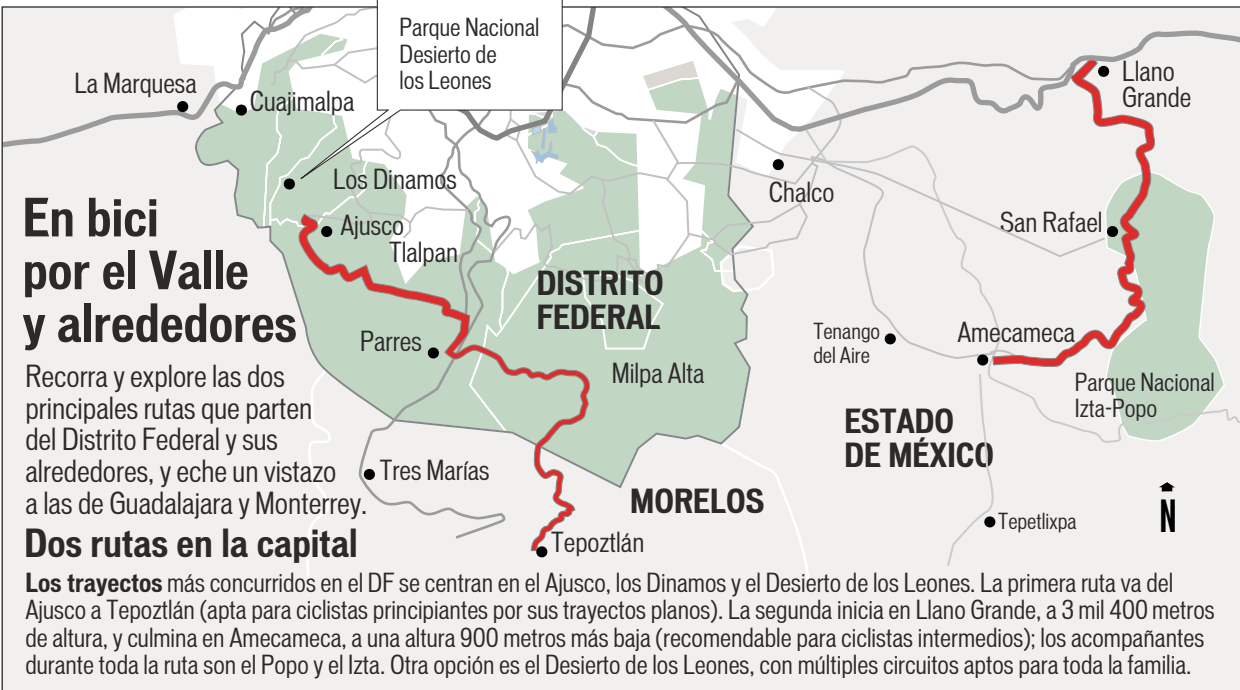 Parque Nacional
Desierto de
los Leones
La Marquesa
Cuajimalpa
Llano
Grande
Los Dinamos
Chalco
Ajusco
Tlalpan
San Rafael
En bici
por el Valle
y alrededores
DISTRITO
FEDERAL
Parres
Milpa Alta
Tenango
del Aire
Amecameca
Parque Nacional
Izta-Popo
ESTADO
DE MÉXICO
Recorra y explore las dos
principales rutas que parten
del Distrito Federal y sus
alrededores, y eche un vistazo
a las de Guadalajara y Monterrey.
Tres Marías
MORELOS
N
Tepetlixpa
Tepoztlán
Dos rutas en la capital
Los trayectos más concurridos en el DF se centran en el Ajusco, los Dinamos y el Desierto de los Leones. La primera ruta va del
Ajusco a Tepoztlán (apta para ciclistas principiantes por sus trayectos planos). La segunda inicia en Llano Grande, a 3 mil 400 metros
de altura, y culmina en Amecameca, a una altura 900 metros más baja (recomendable para ciclistas intermedios); los acompañantes
durante toda la ruta son el Popo y el Izta. Otra opción es el Desierto de los Leones, con múltiples circuitos aptos para toda la familia.